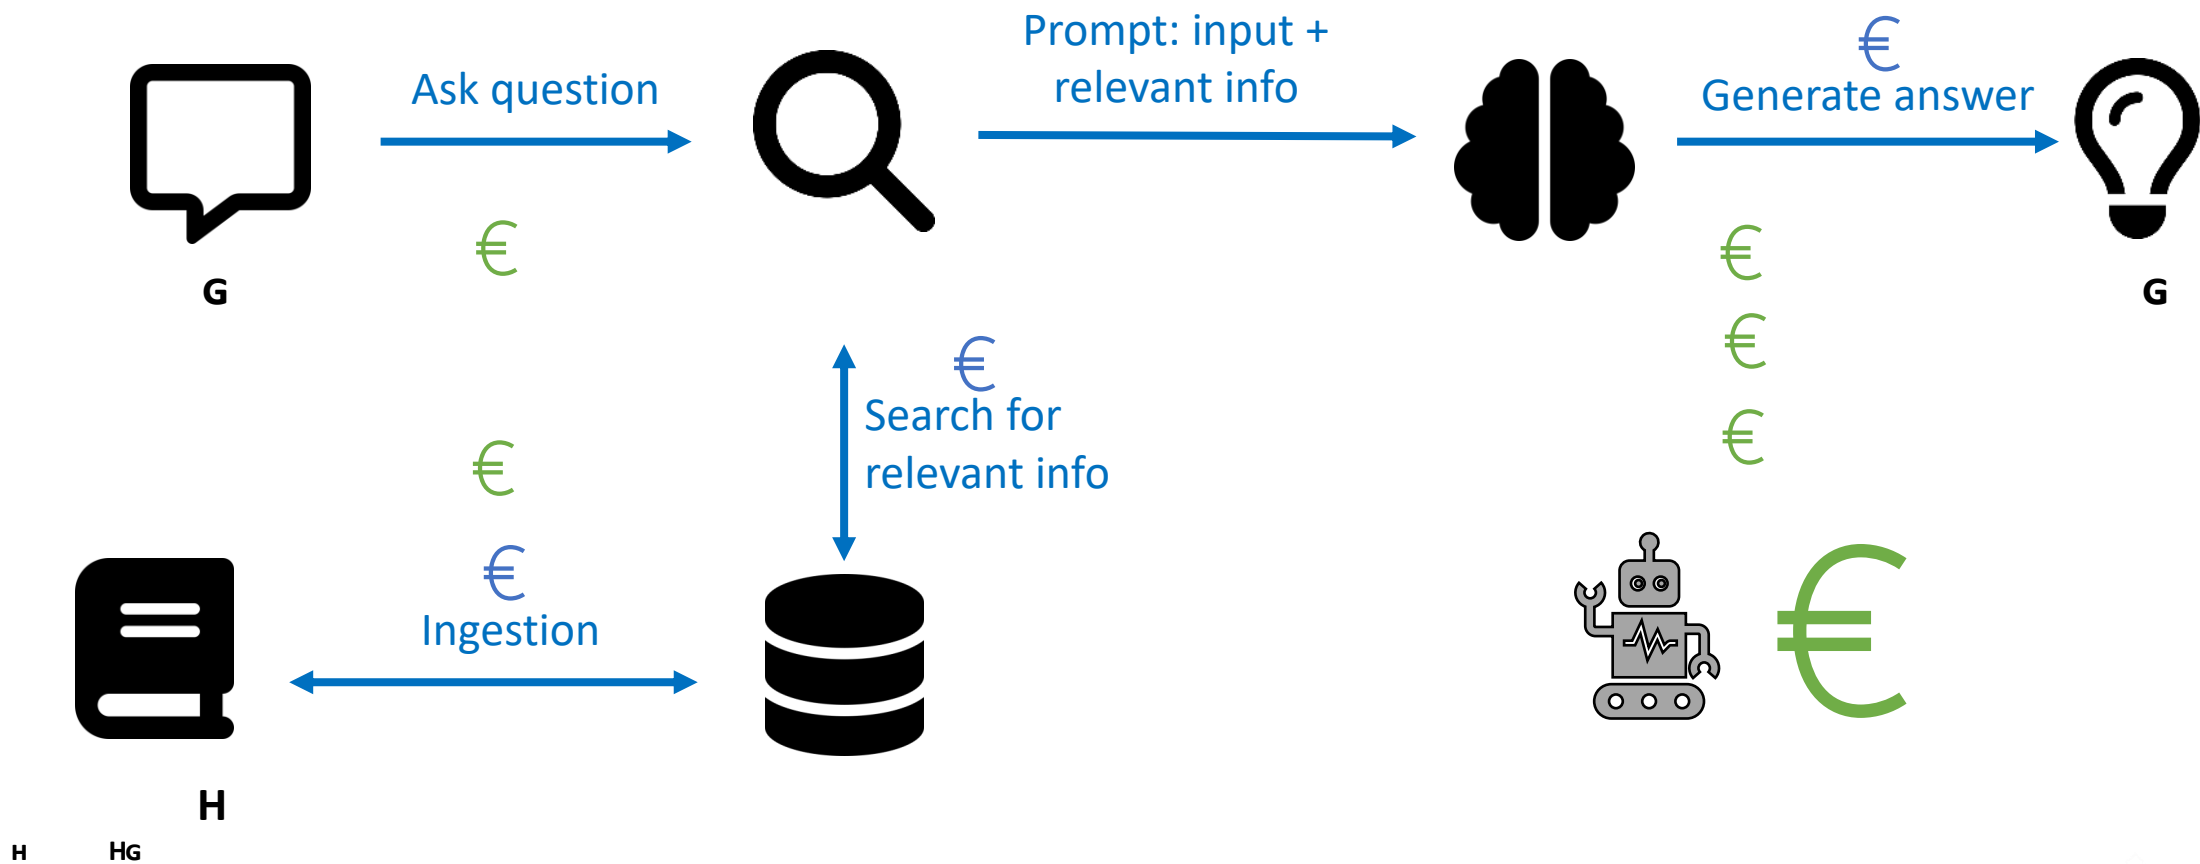 Prompt: input +
relevant info
€
Ask question
Generate answer
€
€
G
G
€
€
Search for
relevant info
€
€
€
€
Ingestion
€
H
H
HG